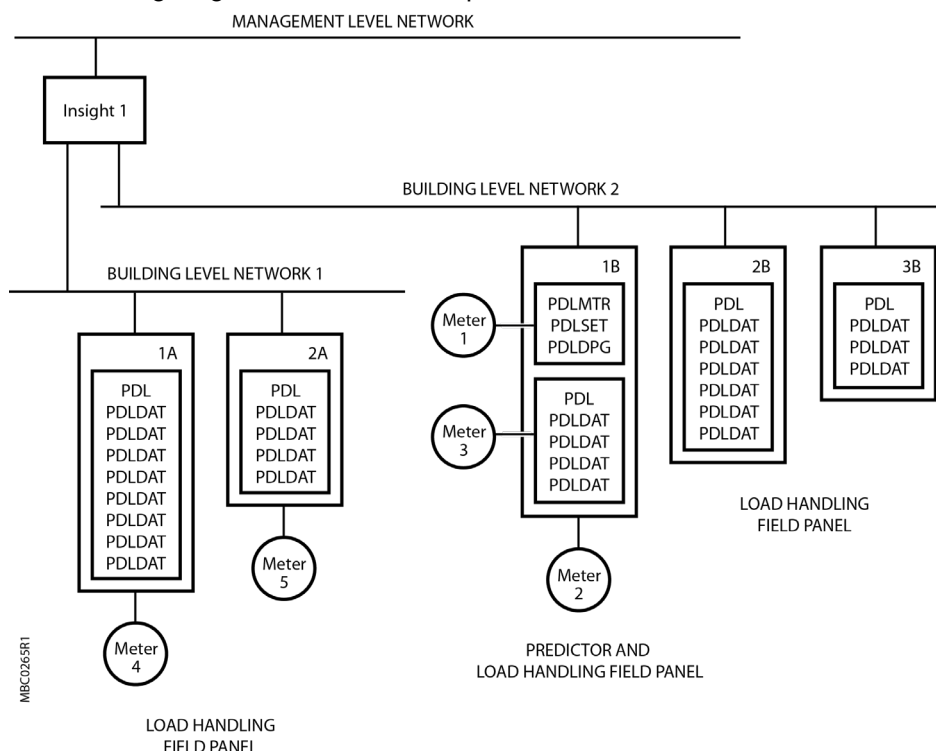 MANAGEMENT LEVEL NETWORK
Insight 1
BUILDING LEVEL NETWORK 2
BUILDING LEVEL NETWORK 1
1A
PDL
PDLDAT
PDLDAT
PDLDAT
PDLDAT
PDLDAT
PDLDAT
PDLDAT
PDLDAT
Meter
4
2A
PDL
PDLDAT
PDLDAT
PDLDAT
PDLDAT
Meter
5
LOAD HANDLING
FIELD PANEL
1B
Meter
1
PDLMTR
PDLSET
PDLDPG
Meter
3
PDL
PDLDAT
PDLDAT
PDLDAT
PDLDAT
Meter
2
PREDICTOR AND
LOAD HANDLING FIELD PANEL
2B
PDL
PDLDAT
PDLDAT
PDLDAT
PDLDAT
PDLDAT
PDLDAT
3B
PDL
PDLDAT
PDLDAT
PDLDAT
LOAD HANDLING
FIELD PANEL
MBC0265R1